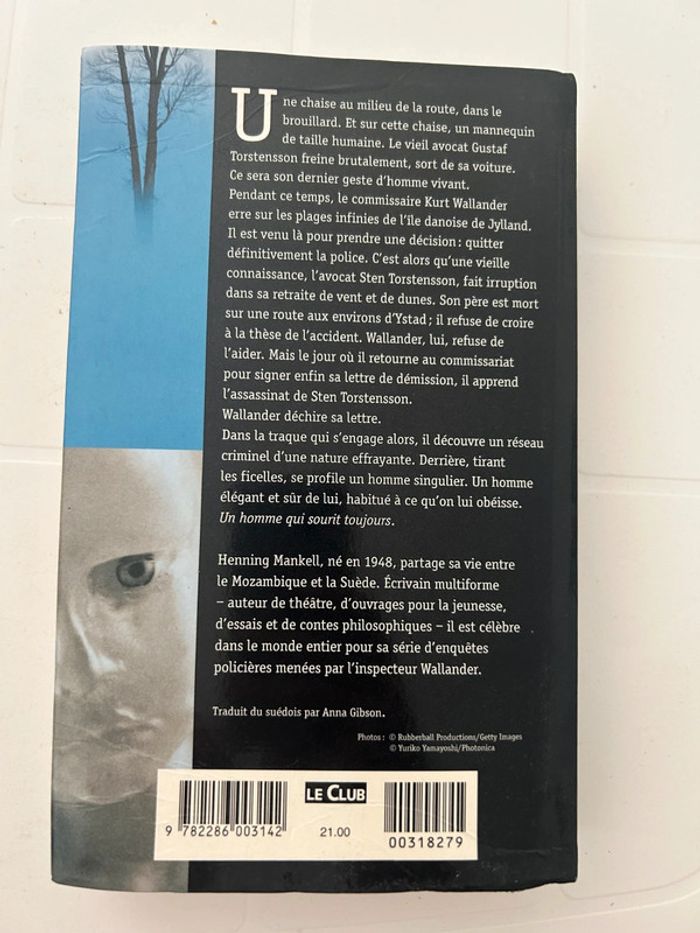 Une chaise au milieu de la route, dans le
brouillard. Et sur cette chaise, un mannequin
de taille humaine. Le vieil avocat Gustaf
Torstensson freine brutalement, sort de sa voiture.
Ce sera son dernier geste d'homme vivant.
Pendant ce temps, le commissaire Kurt Wallander
erre sur les plages infinies de l'île danoise de Jylland.
Il est venu là pour prendre une décision : quitter
définitivement la police. C'est alors qu'une vieille
connaissance, l'avocat Sten Torstensson, fait irruption
dans sa retraite de vent et de dunes. Son père est mort
sur une route aux environs d'Ystad ; il refuse de croire
à la thèse de l'accident. Wallander, lui, refuse de
l'aider. Mais le jour où il retourne au commissariat
pour signer enfin sa lettre de démission, il apprend
l'assassinat de Sten Torstensson.
Wallander déchire sa lettre.
Dans la traque qui s'engage alors, il découvre un réseau
criminel d'une nature effrayante. Derrière, tirant
les ficelles, se profile un homme singulier. Un homme
élégant et sûr de lui, habitué à ce qu'on lui obéisse.
Un homme qui sourit toujours.
Henning Mankell, né en 1948, partage sa vie entre
le Mozambique et la Suède. Écrivain multiforme
– auteur de théâtre, d'ouvrages pour la jeunesse,
d'essais et de contes philosophiques – il est célèbre
dans le monde entier pour sa série d'enquêtes
policières menées par l'inspecteur Wallander.
Traduit du suédois par Anna Gibson.
Photos : © Rubberball Productions/Getty Images
© Yuriko Yamayoshi/Photonica
LE CLUB
9 782286 003142
21.00
00318279